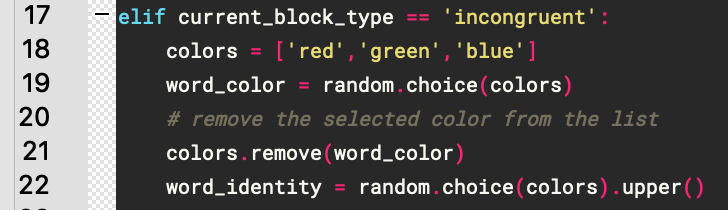 17 elif current_block_type == 'incongruent':
18 colors = ['red','green','blue']
19 word_color = random.choice(colors)
20 # remove the selected color from the list
21 colors.remove(word_color)
22 word_identity = random.choice(colors).upper()